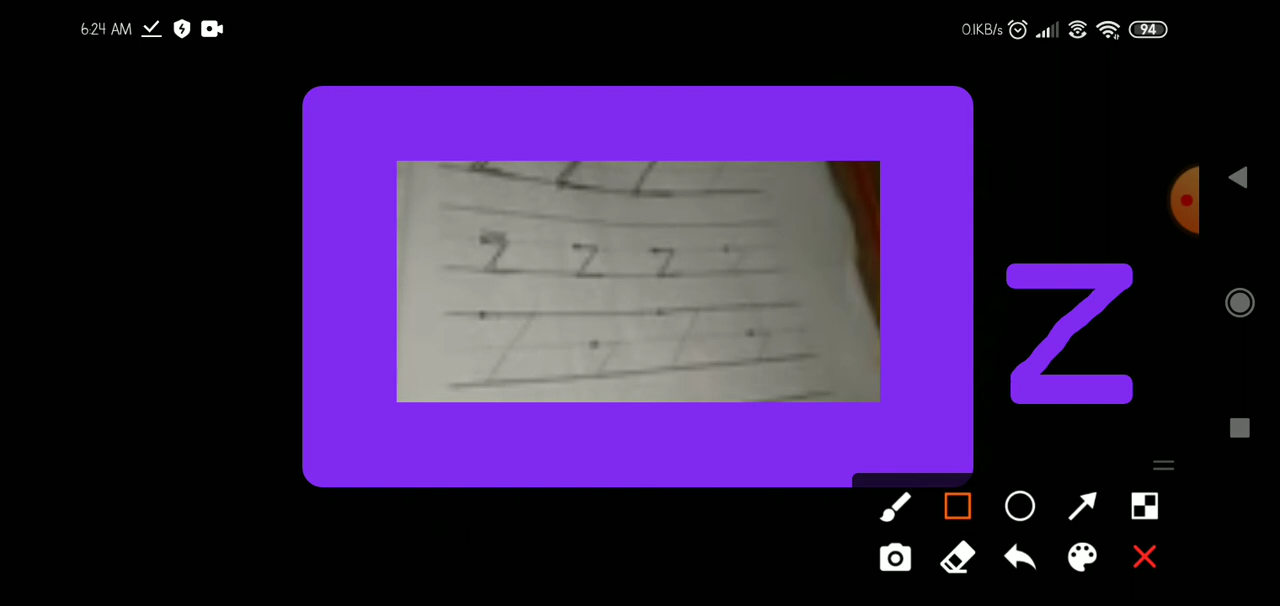 6:24 AM
0.1KB/s
94
Z Z Z
z z z z
Z z Z z
Z